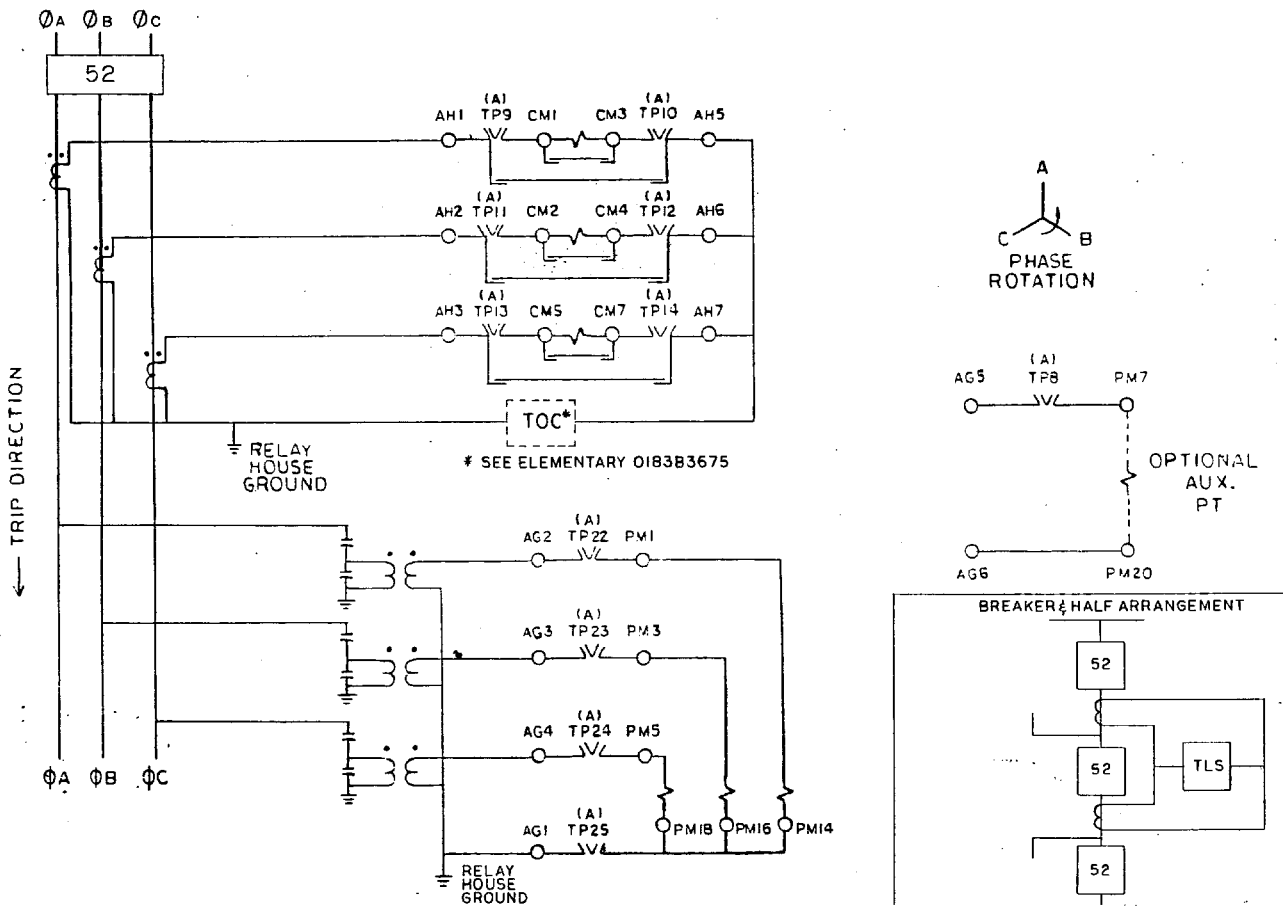 ØA ØB ØC
52
(A) (A)
AH1 TP9 CM1 CM3 TP10 AH5
(A) (A)
AH2 TP11 CM2 CM4 TP12 AH6
(A) (A)
AH3 TP13 CM5 CM7 TP14 AH7
TOC*
* SEE ELEMENTARY 0183B3675
RELAY
HOUSE
GROUND
← TRIP DIRECTION
A
C B
PHASE
ROTATION
(A)
AG5 TP8 PM7
OPTIONAL
AUX.
PT
AG6 PM20
(A)
AG2 TP22 PM1
(A)
AG3 TP23 PM3
(A)
AG4 TP24 PM5
(A)
AG1 TP25 PM18 PM16 PM14
RELAY
HOUSE
GROUND
ΦA ΦB ΦC
BREAKER & HALF ARRANGEMENT
52
52
TLS
52